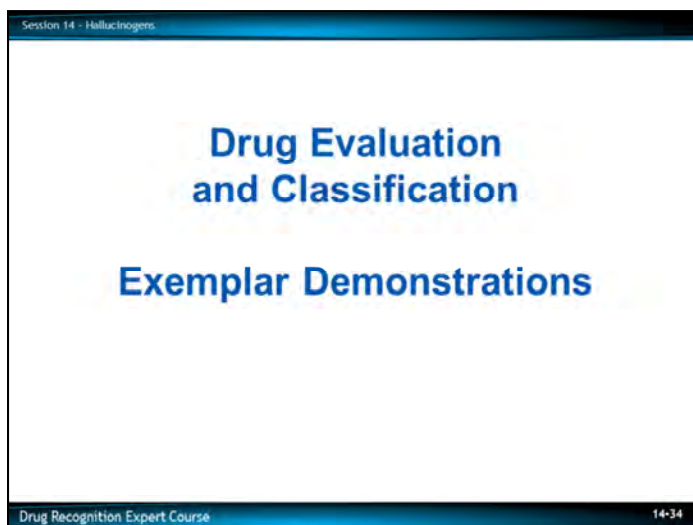 Session 14 - Hallucinogens
Drug Evaluation
and Classification
Exemplar Demonstrations
Drug Recognition Expert Course
14-34